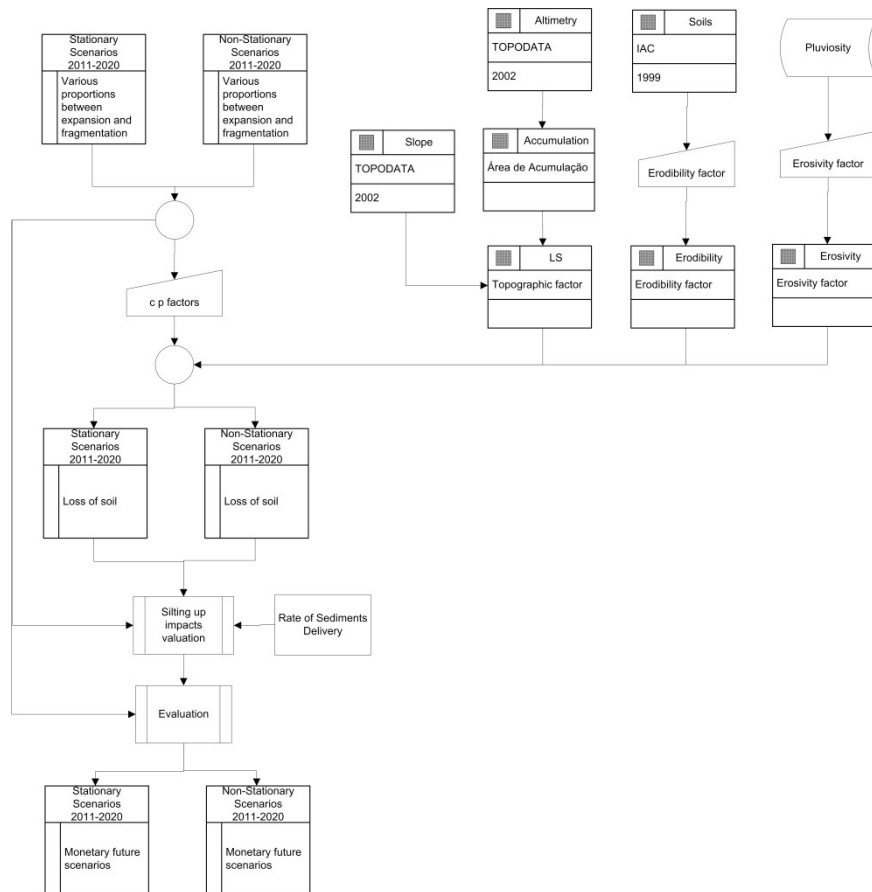 Stationary
Scenarios
2011-2020
Various
proportions
between
expansion and
fragmentation
Non-Stationary
Scenarios
2011-2020
Various
proportions
between
expansion and
fragmentation
Altimetry
TOPODATA
2002
Soils
IAC
1999
Pluviosity
Slope
TOPODATA
2002
Accumulation
Área de Acumulação
Erodibility factor
Erosivity factor
LS
Topographic factor
Erodibility
Erodibility factor
Erosivity
Erosivity factor
c p factors
Stationary
Scenarios
2011-2020
Loss of soil
Non-Stationary
Scenarios
2011-2020
Loss of soil
Silting up
impacts
valuation
Rate of Sediments
Delivery
Evaluation
Stationary
Scenarios
2011-2020
Monetary future
scenarios
Non-Stationary
Scenarios
2011-2020
Monetary future
scenarios